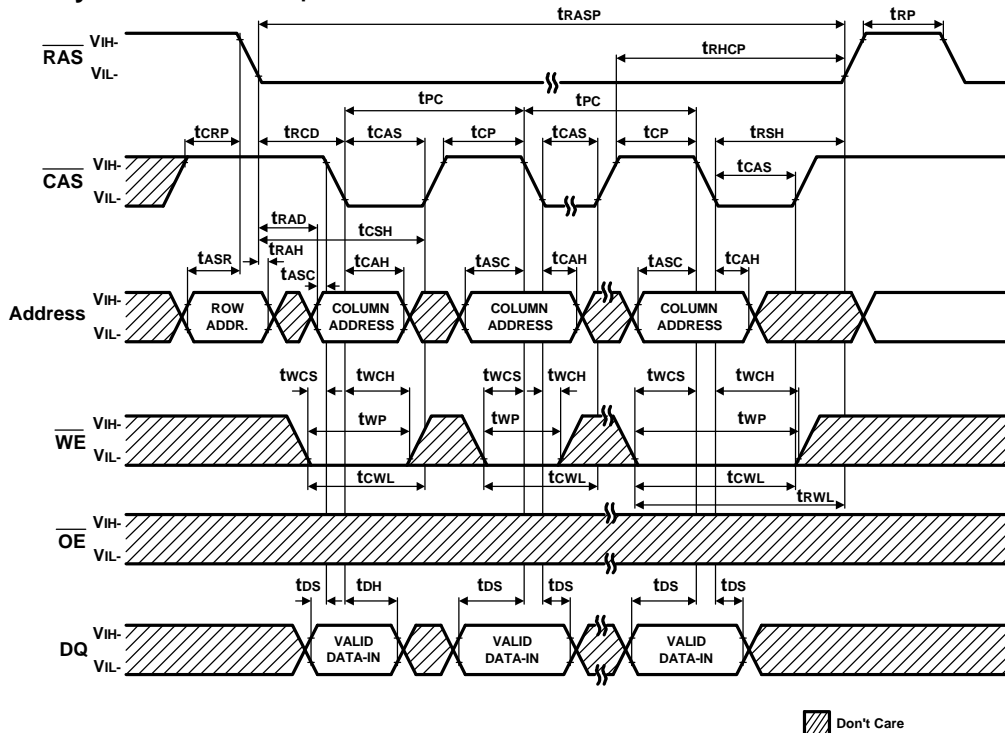 tRASP
tRP
RAS
VIH-
VIL-
tRHCP
tPC
tPC
tCRP
tRCD
tCAS
tCP
tCAS
tCP
tRSH
CAS
VIH-
VIL-
tCAS
tRAD
tCSH
tASR
tRAH
tASC
tCAH
tASC
tCAH
tASC
tCAH
Address
VIH-
VIL-
ROW
ADDR.
COLUMN
ADDRESS
COLUMN
ADDRESS
COLUMN
ADDRESS
tWCS
tWCH
tWCS
tWCH
tWCS
tWCH
WE
VIH-
VIL-
tWP
tWP
tWP
tCWL
tCWL
tCWL
tRWL
OE
VIH-
VIL-
tDS
tDH
tDS
tDS
tDS
tDS
DQ
VIH-
VIL-
VALID
DATA-IN
VALID
DATA-IN
VALID
DATA-IN
Don't Care